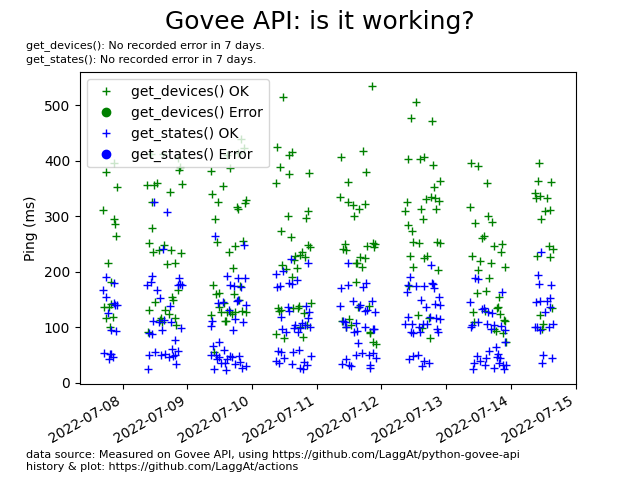 Govee API: is it working?
get_devices(): No recorded error in 7 days.
get_states(): No recorded error in 7 days.
get_devices() OK
get_devices() Error
get_states() OK
get_states() Error
Ping (ms)
500
400
300
200
100
0
2022-07-08
2022-07-09
2022-07-10
2022-07-11
2022-07-12
2022-07-13
2022-07-14
2022-07-15
data source: Measured on Govee API, using https://github.com/LaggAt/python-govee-api
history & plot: https://github.com/LaggAt/actions